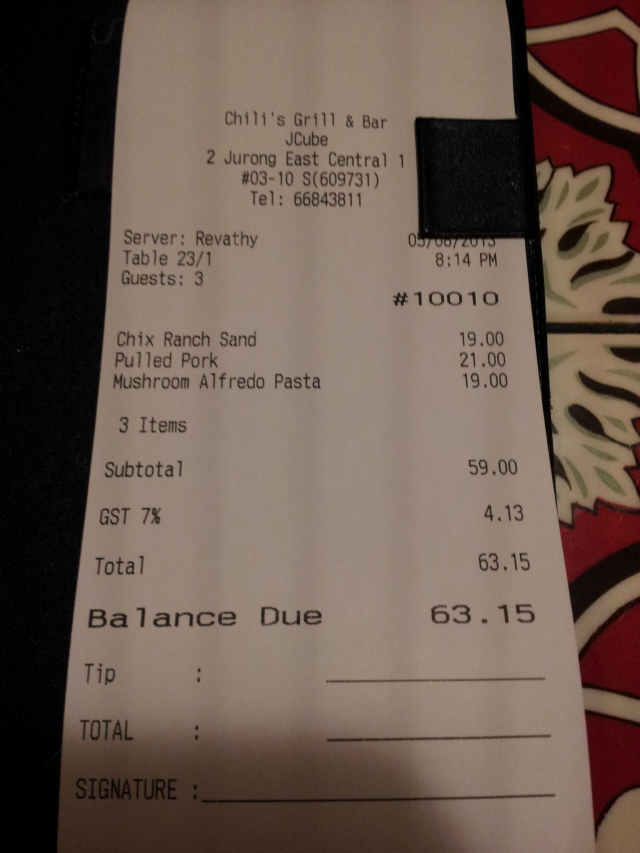 Chili's Grill & Bar
JCube
2 Jurong East Central 1
#03-10 S(609731)
Tel: 66843811
Server: Revathy 05/08/2013
Table 23/1 8:14 PM
Guests: 3
#10010
Chix Ranch Sand 19.00
Pulled Pork 21.00
Mushroom Alfredo Pasta 19.00
3 Items
Subtotal 59.00
GST 7% 4.13
Total 63.15
Balance Due 63.15
Tip :
TOTAL :
SIGNATURE :